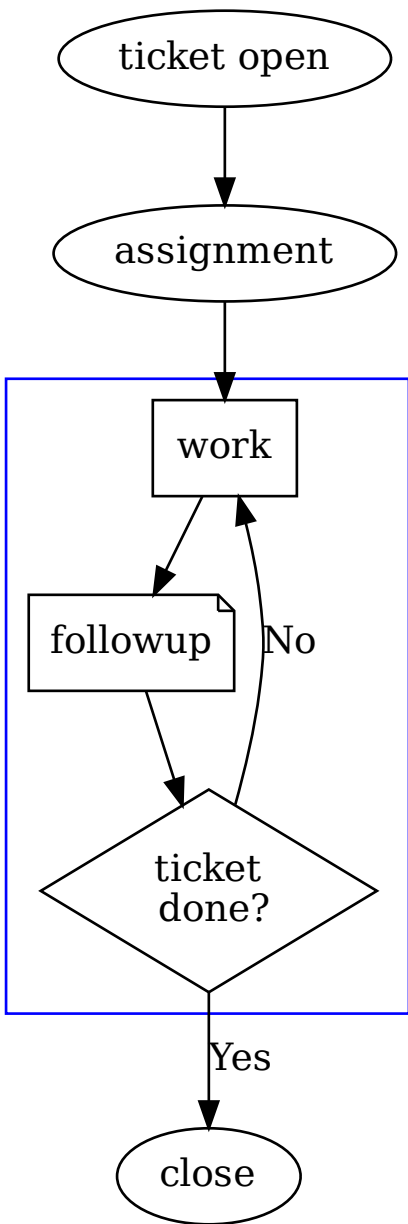 ticket open
assignment
work
followup
No
ticket
done?
Yes
close